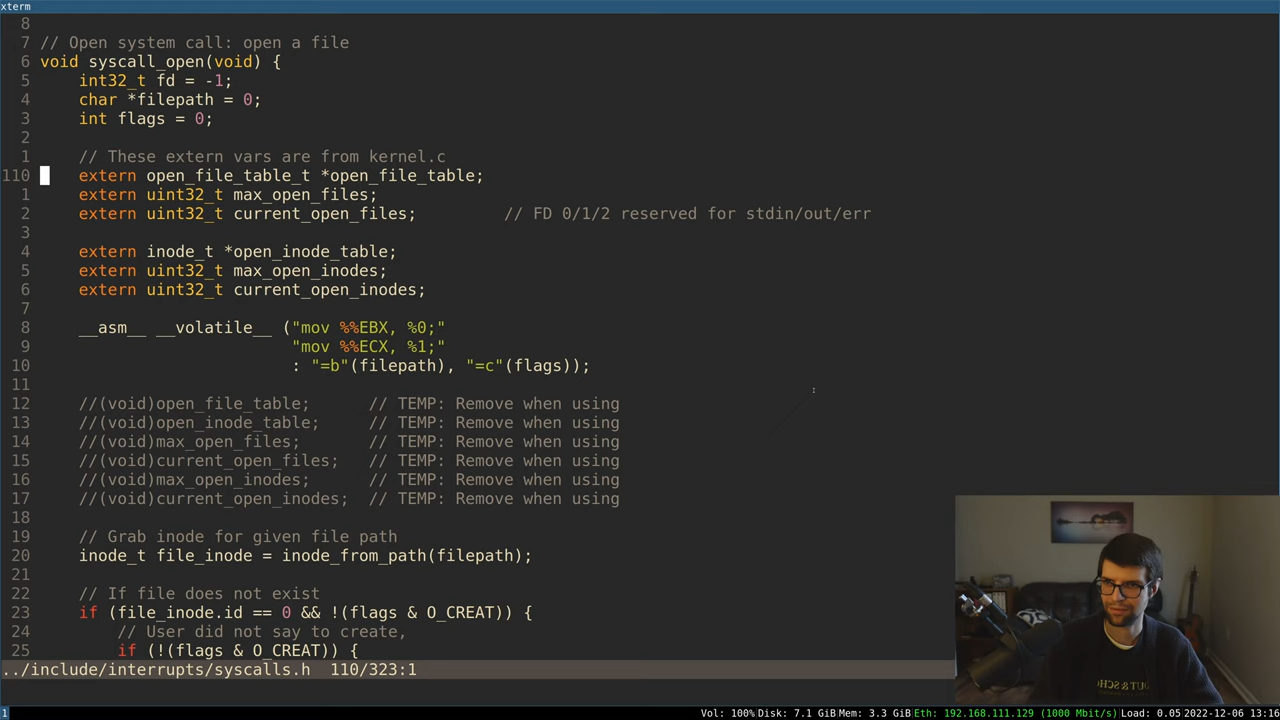 xterm
8
7 // Open system call: open a file
6 void syscall_open(void) {
5     int32_t fd = -1;
4     char *filepath = 0;
3     int flags = 0;
2
1     // These extern vars are from kernel.c
110     extern open_file_table_t *open_file_table;
1     extern uint32_t max_open_files;
2     extern uint32_t current_open_files;         // FD 0/1/2 reserved for stdin/out/err
3
4     extern inode_t *open_inode_table;
5     extern uint32_t max_open_inodes;
6     extern uint32_t current_open_inodes;
7
8     __asm__ __volatile__ ("mov %%EBX, %0;"
9                           "mov %%ECX, %1;"
10                           : "=b"(filepath), "=c"(flags));
11
12     //(void)open_file_table;      // TEMP: Remove when using
13     //(void)open_inode_table;     // TEMP: Remove when using
14     //(void)max_open_files;       // TEMP: Remove when using
15     //(void)current_open_files;   // TEMP: Remove when using
16     //(void)max_open_inodes;      // TEMP: Remove when using
17     //(void)current_open_inodes;  // TEMP: Remove when using
18
19     // Grab inode for given file path
20     inode_t file_inode = inode_from_path(filepath);
21
22     // If file does not exist
23     if (file_inode.id == 0 && !(flags & O_CREAT)) {
24         // User did not say to create,
25         if (!(flags & O_CREAT)) {
../include/interrupts/syscalls.h  110/323:1
1 Vol: 100% Disk: 7.1 GiB Mem: 3.3 GiB Eth: 192.168.111.129 (1000 Mbit/s) Load: 0.05 2022-12-06 13:16